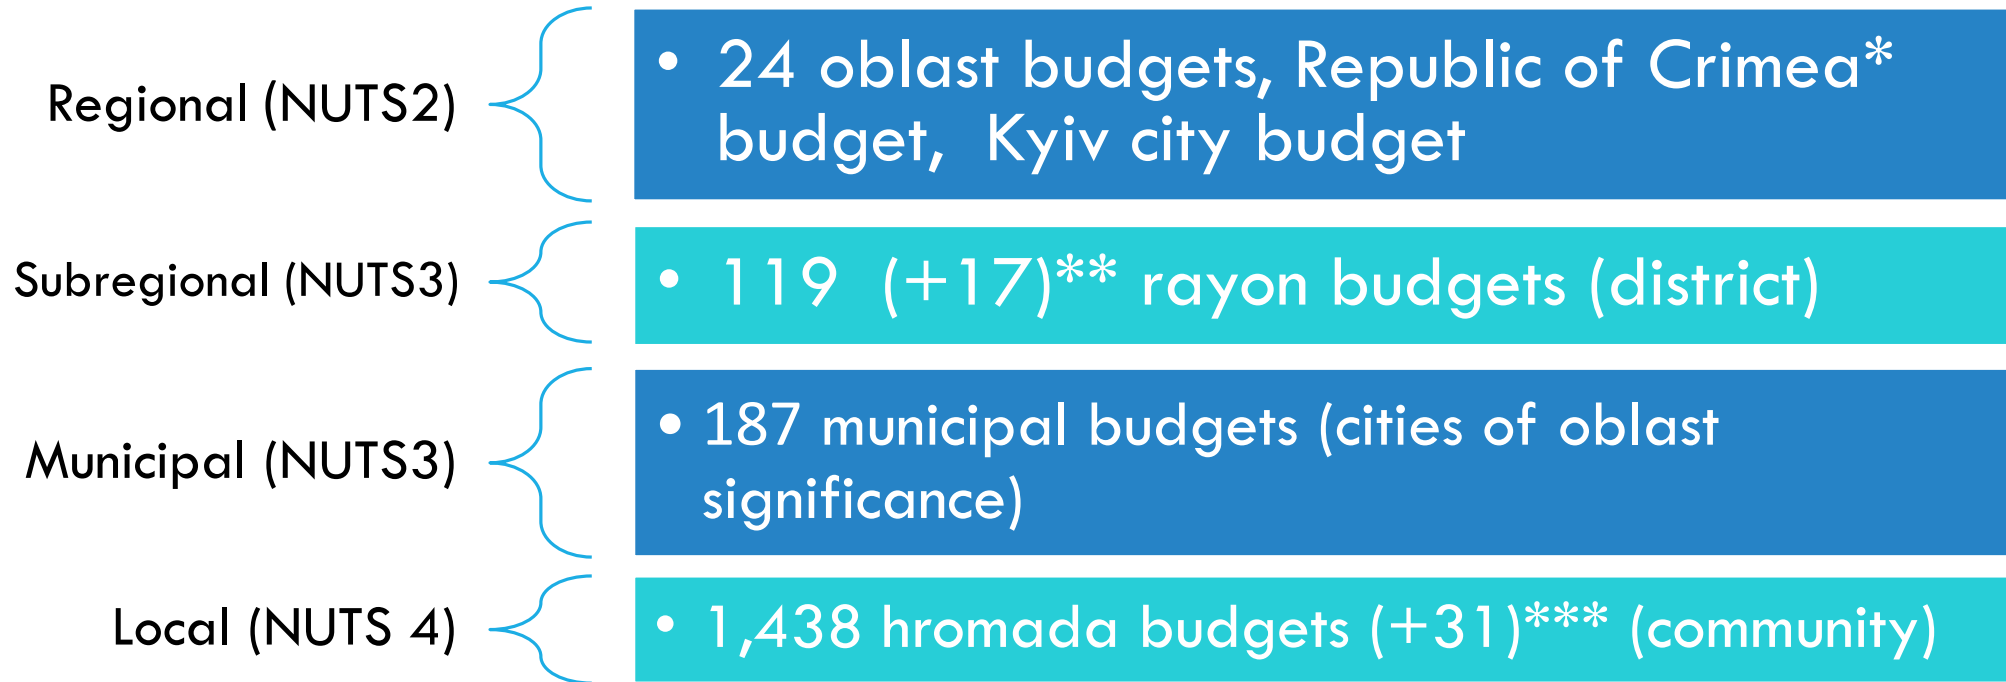 Regional (NUTS2)
• 24 oblast budgets, Republic of Crimea*
budget,  Kyiv city budget
Subregional (NUTS3)
• 119  (+17)** rayon budgets (district)
Municipal (NUTS3)
• 187 municipal budgets (cities of oblast
significance)
Local (NUTS 4)
• 1,438 hromada budgets (+31)*** (community)